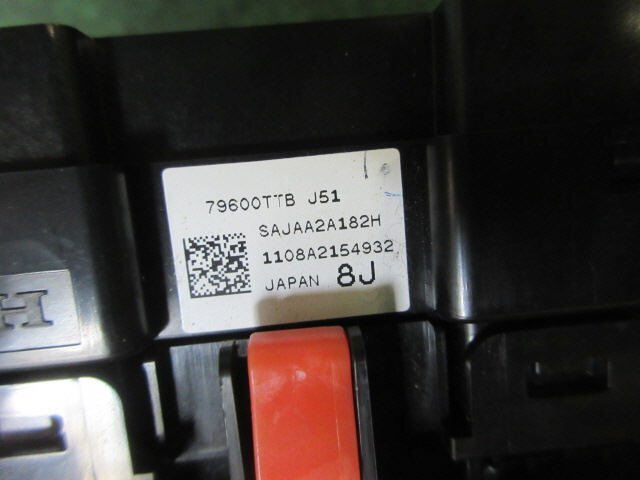 79600TTB J51
SAJAA2A182H
1108A2154932
JAPAN 8J
H